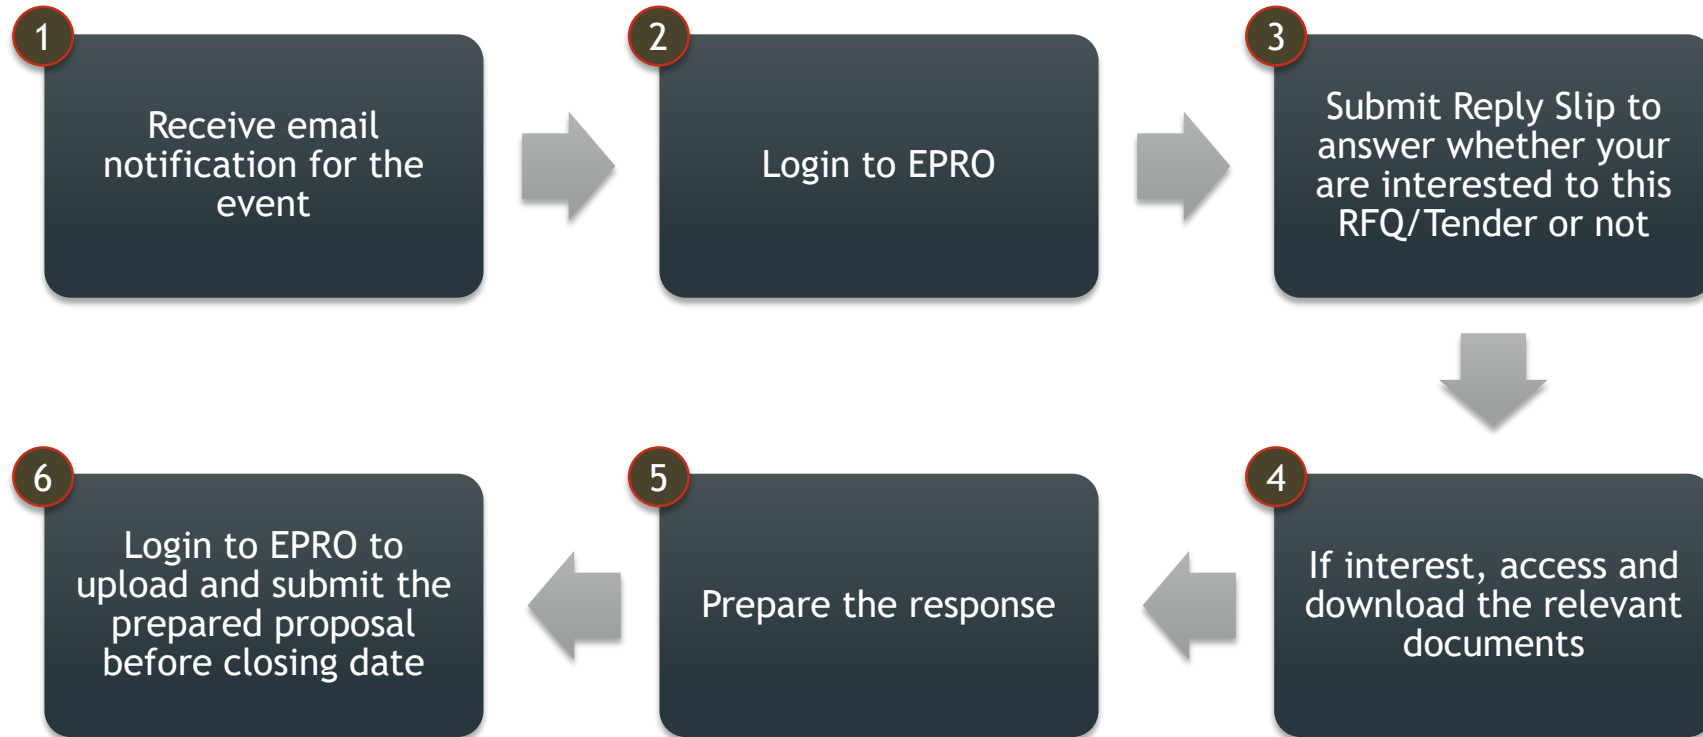 1
Receive email
notification for the
event
2
Login to EPRO
3
Submit Reply Slip to
answer whether your
are interested to this
RFQ/Tender or not
4
If interest, access and
download the relevant
documents
5
Prepare the response
6
Login to EPRO to
upload and submit the
prepared proposal
before closing date